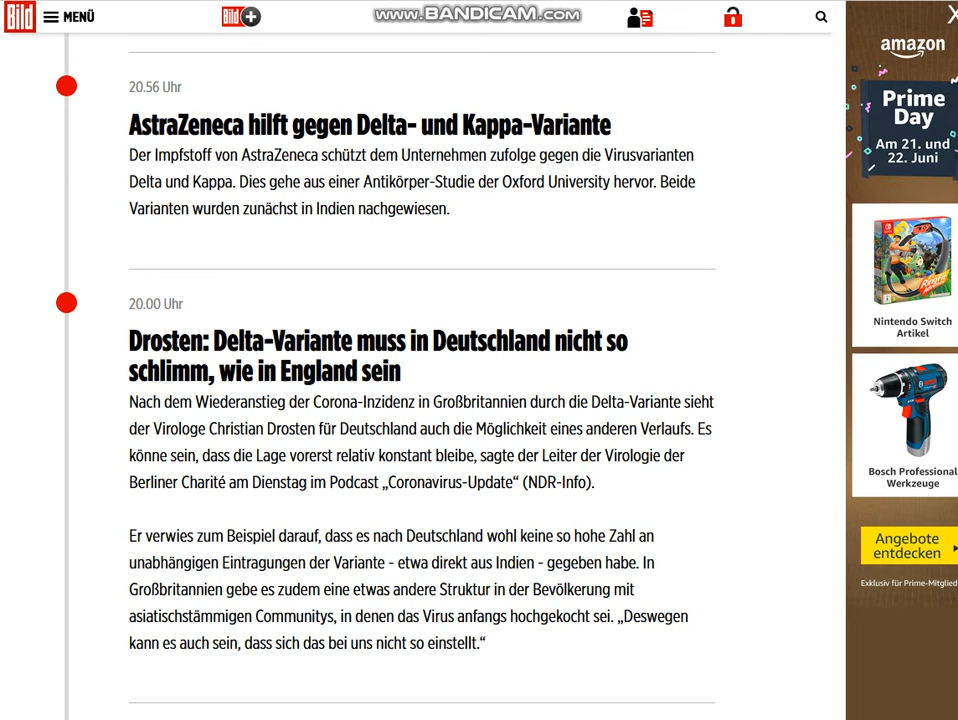 Bild
MENÜ
Bild+
www.BANDICAM.com
20.56 Uhr
AstraZeneca hilft gegen Delta- und Kappa-Variante
Der Impfstoff von AstraZeneca schützt dem Unternehmen zufolge gegen die Virusvarianten
Delta und Kappa. Dies gehe aus einer Antikörper-Studie der Oxford University hervor. Beide
Varianten wurden zunächst in Indien nachgewiesen.
20.00 Uhr
Drosten: Delta-Variante muss in Deutschland nicht so
schlimm, wie in England sein
Nach dem Wiederanstieg der Corona-Inzidenz in Großbritannien durch die Delta-Variante sieht
der Virologe Christian Drosten für Deutschland auch die Möglichkeit eines anderen Verlaufs. Es
könne sein, dass die Lage vorerst relativ konstant bleibe, sagte der Leiter der Virologie der
Berliner Charité am Dienstag im Podcast „Coronavirus-Update“ (NDR-Info).
Er verwies zum Beispiel darauf, dass es nach Deutschland wohl keine so hohe Zahl an
unabhängigen Eintragungen der Variante - etwa direkt aus Indien - gegeben habe. In
Großbritannien gebe es zudem eine etwas andere Struktur in der Bevölkerung mit
asiatischstämmigen Communitys, in denen das Virus anfangs hochgekocht sei. „Deswegen
kann es auch sein, dass sich das bei uns nicht so einstellt.“
amazon
Prime
Day
Am 21. und
22. Juni
Nintendo Switch
Artikel
Bosch Professional
Werkzeuge
Angebote
entdecken
Exklusiv für Prime-Mitglied